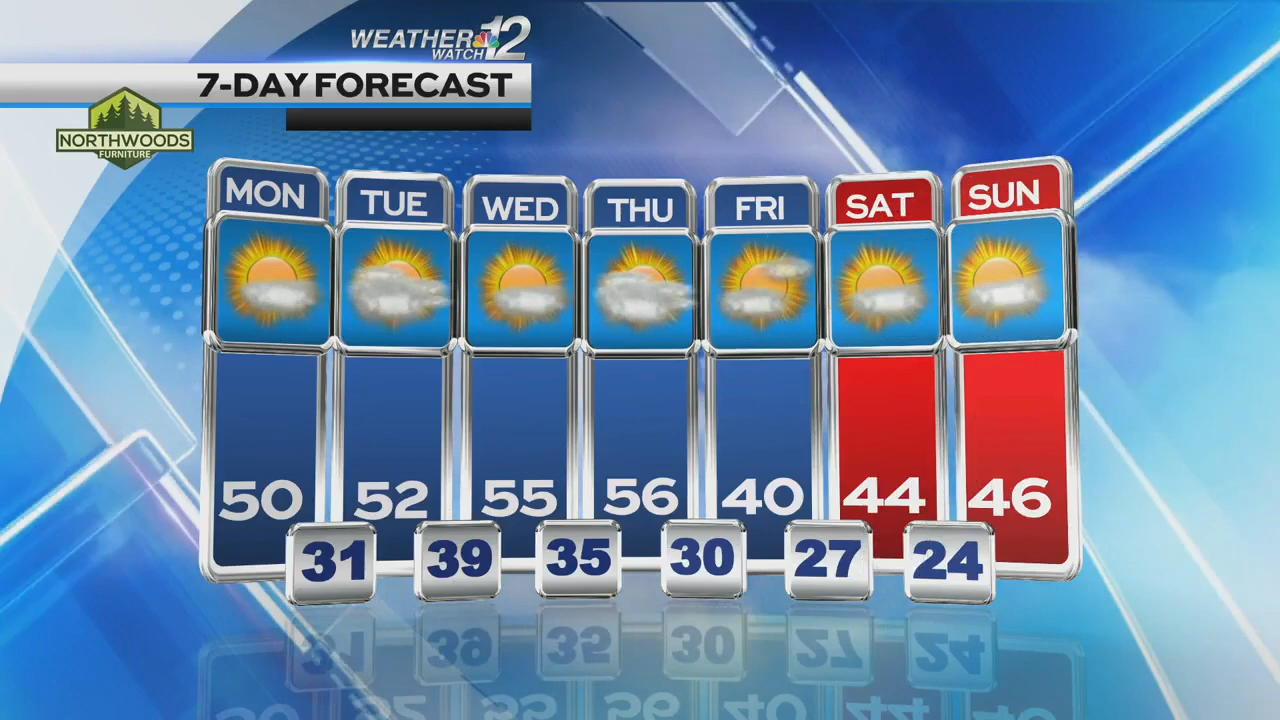 WEATHER 12
WATCH
7-DAY FORECAST
NORTHWOODS
FURNITURE
MON TUE WED THU FRI SAT SUN
50 52 55 56 40 44 46
31 39 35 30 27 24